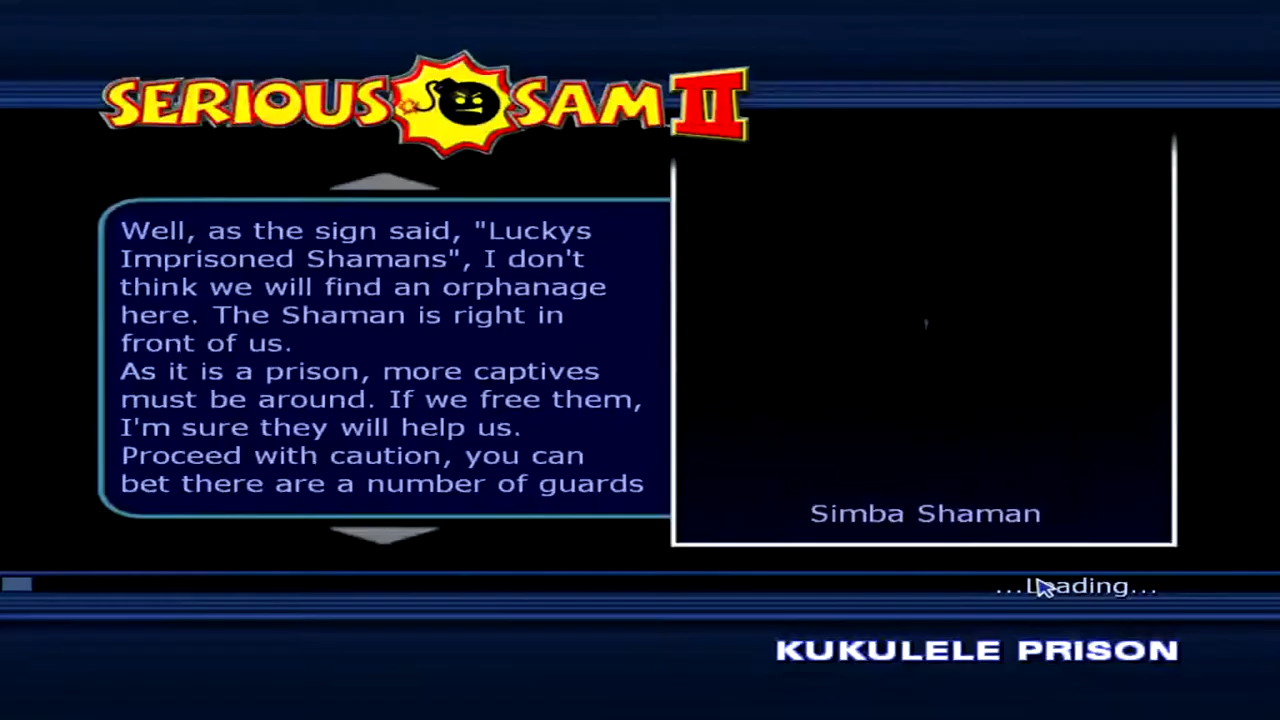 SERIOUS SAM II
Well, as the sign said, "Luckys
Imprisoned Shamans", I don't
think we will find an orphanage
here. The Shaman is right in
front of us.
As it is a prison, more captives
must be around. If we free them,
I'm sure they will help us.
Proceed with caution, you can
bet there are a number of guards
Simba Shaman
...Loading...
KUKULELE PRISON